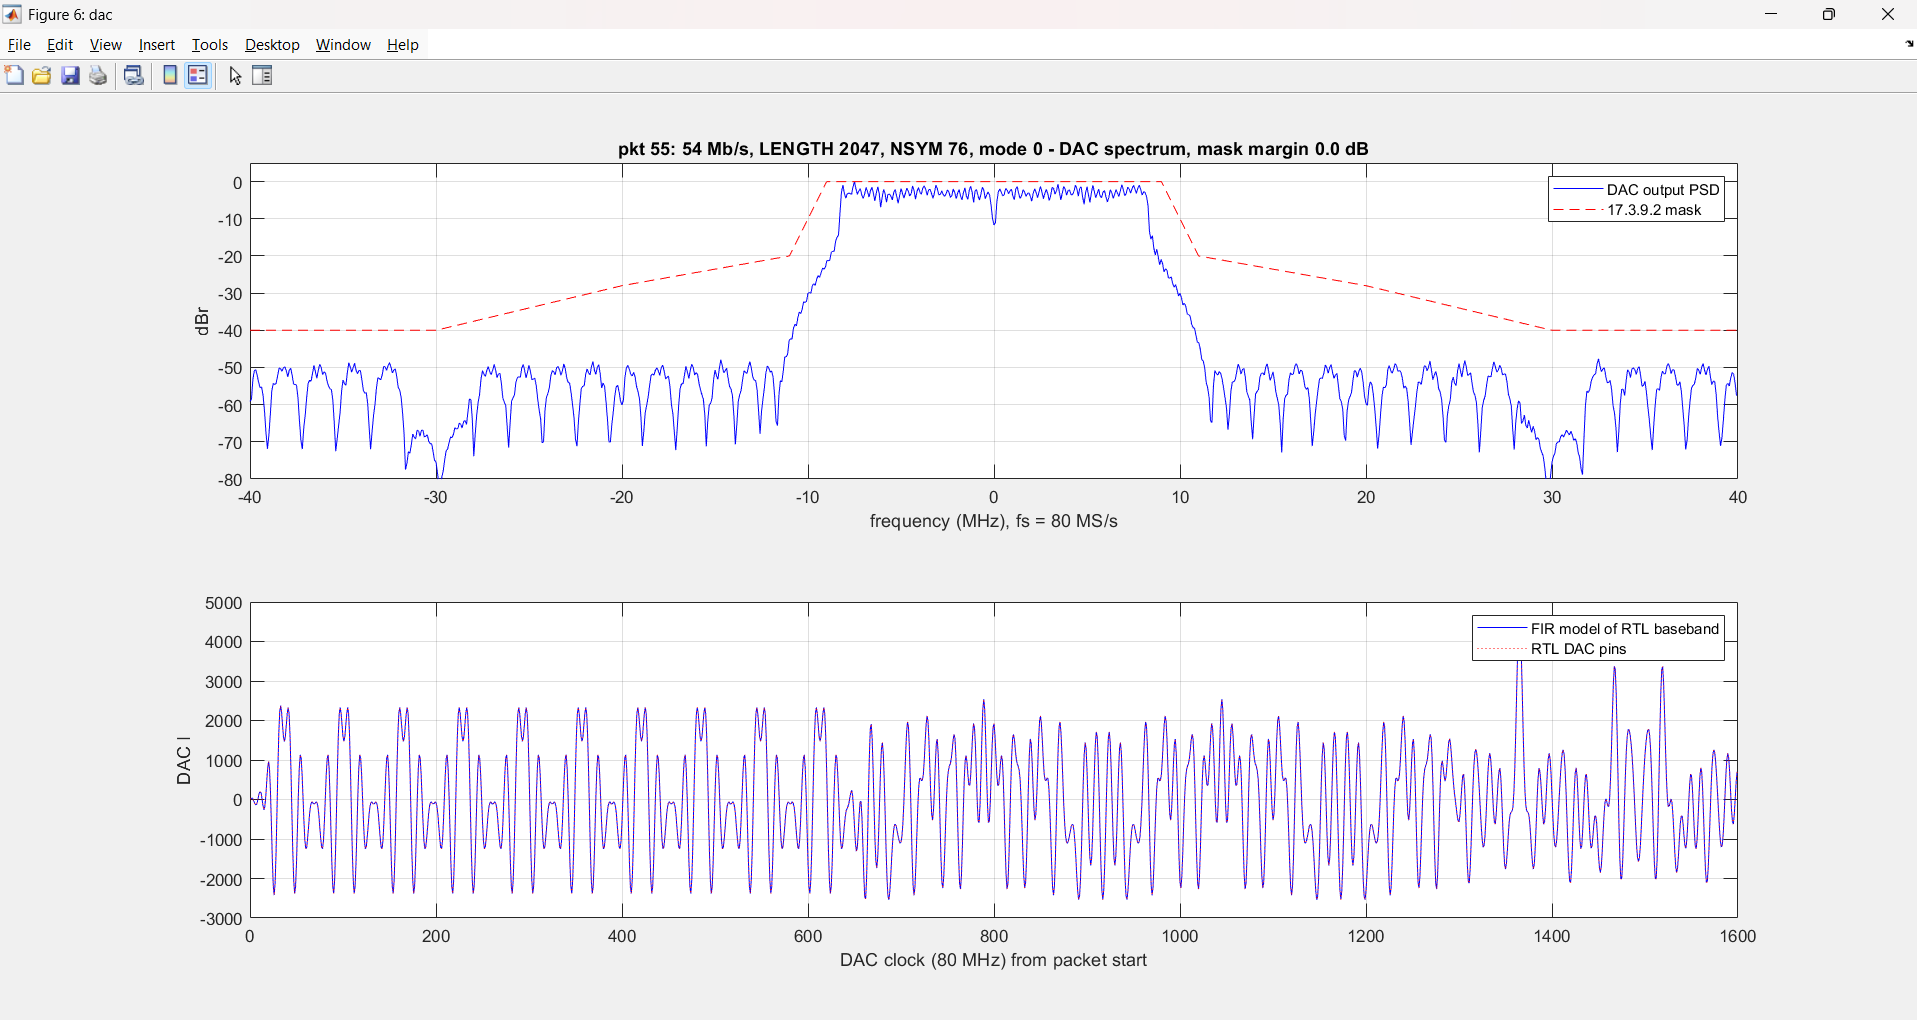 Figure 6: dac
File Edit View Insert Tools Desktop Window Help
pkt 55: 54 Mb/s, LENGTH 2047, NSYM 76, mode 0 - DAC spectrum, mask margin 0.0 dB
DAC output PSD
17.3.9.2 mask
dBr
0
-10
-20
-30
-40
-50
-60
-70
-80
-40 -30 -20 -10 0 10 20 30 40
frequency (MHz), fs = 80 MS/s
FIR model of RTL baseband
RTL DAC pins
DAC I
5000
4000
3000
2000
1000
0
-1000
-2000
-3000
0 200 400 600 800 1000 1200 1400 1600
DAC clock (80 MHz) from packet start